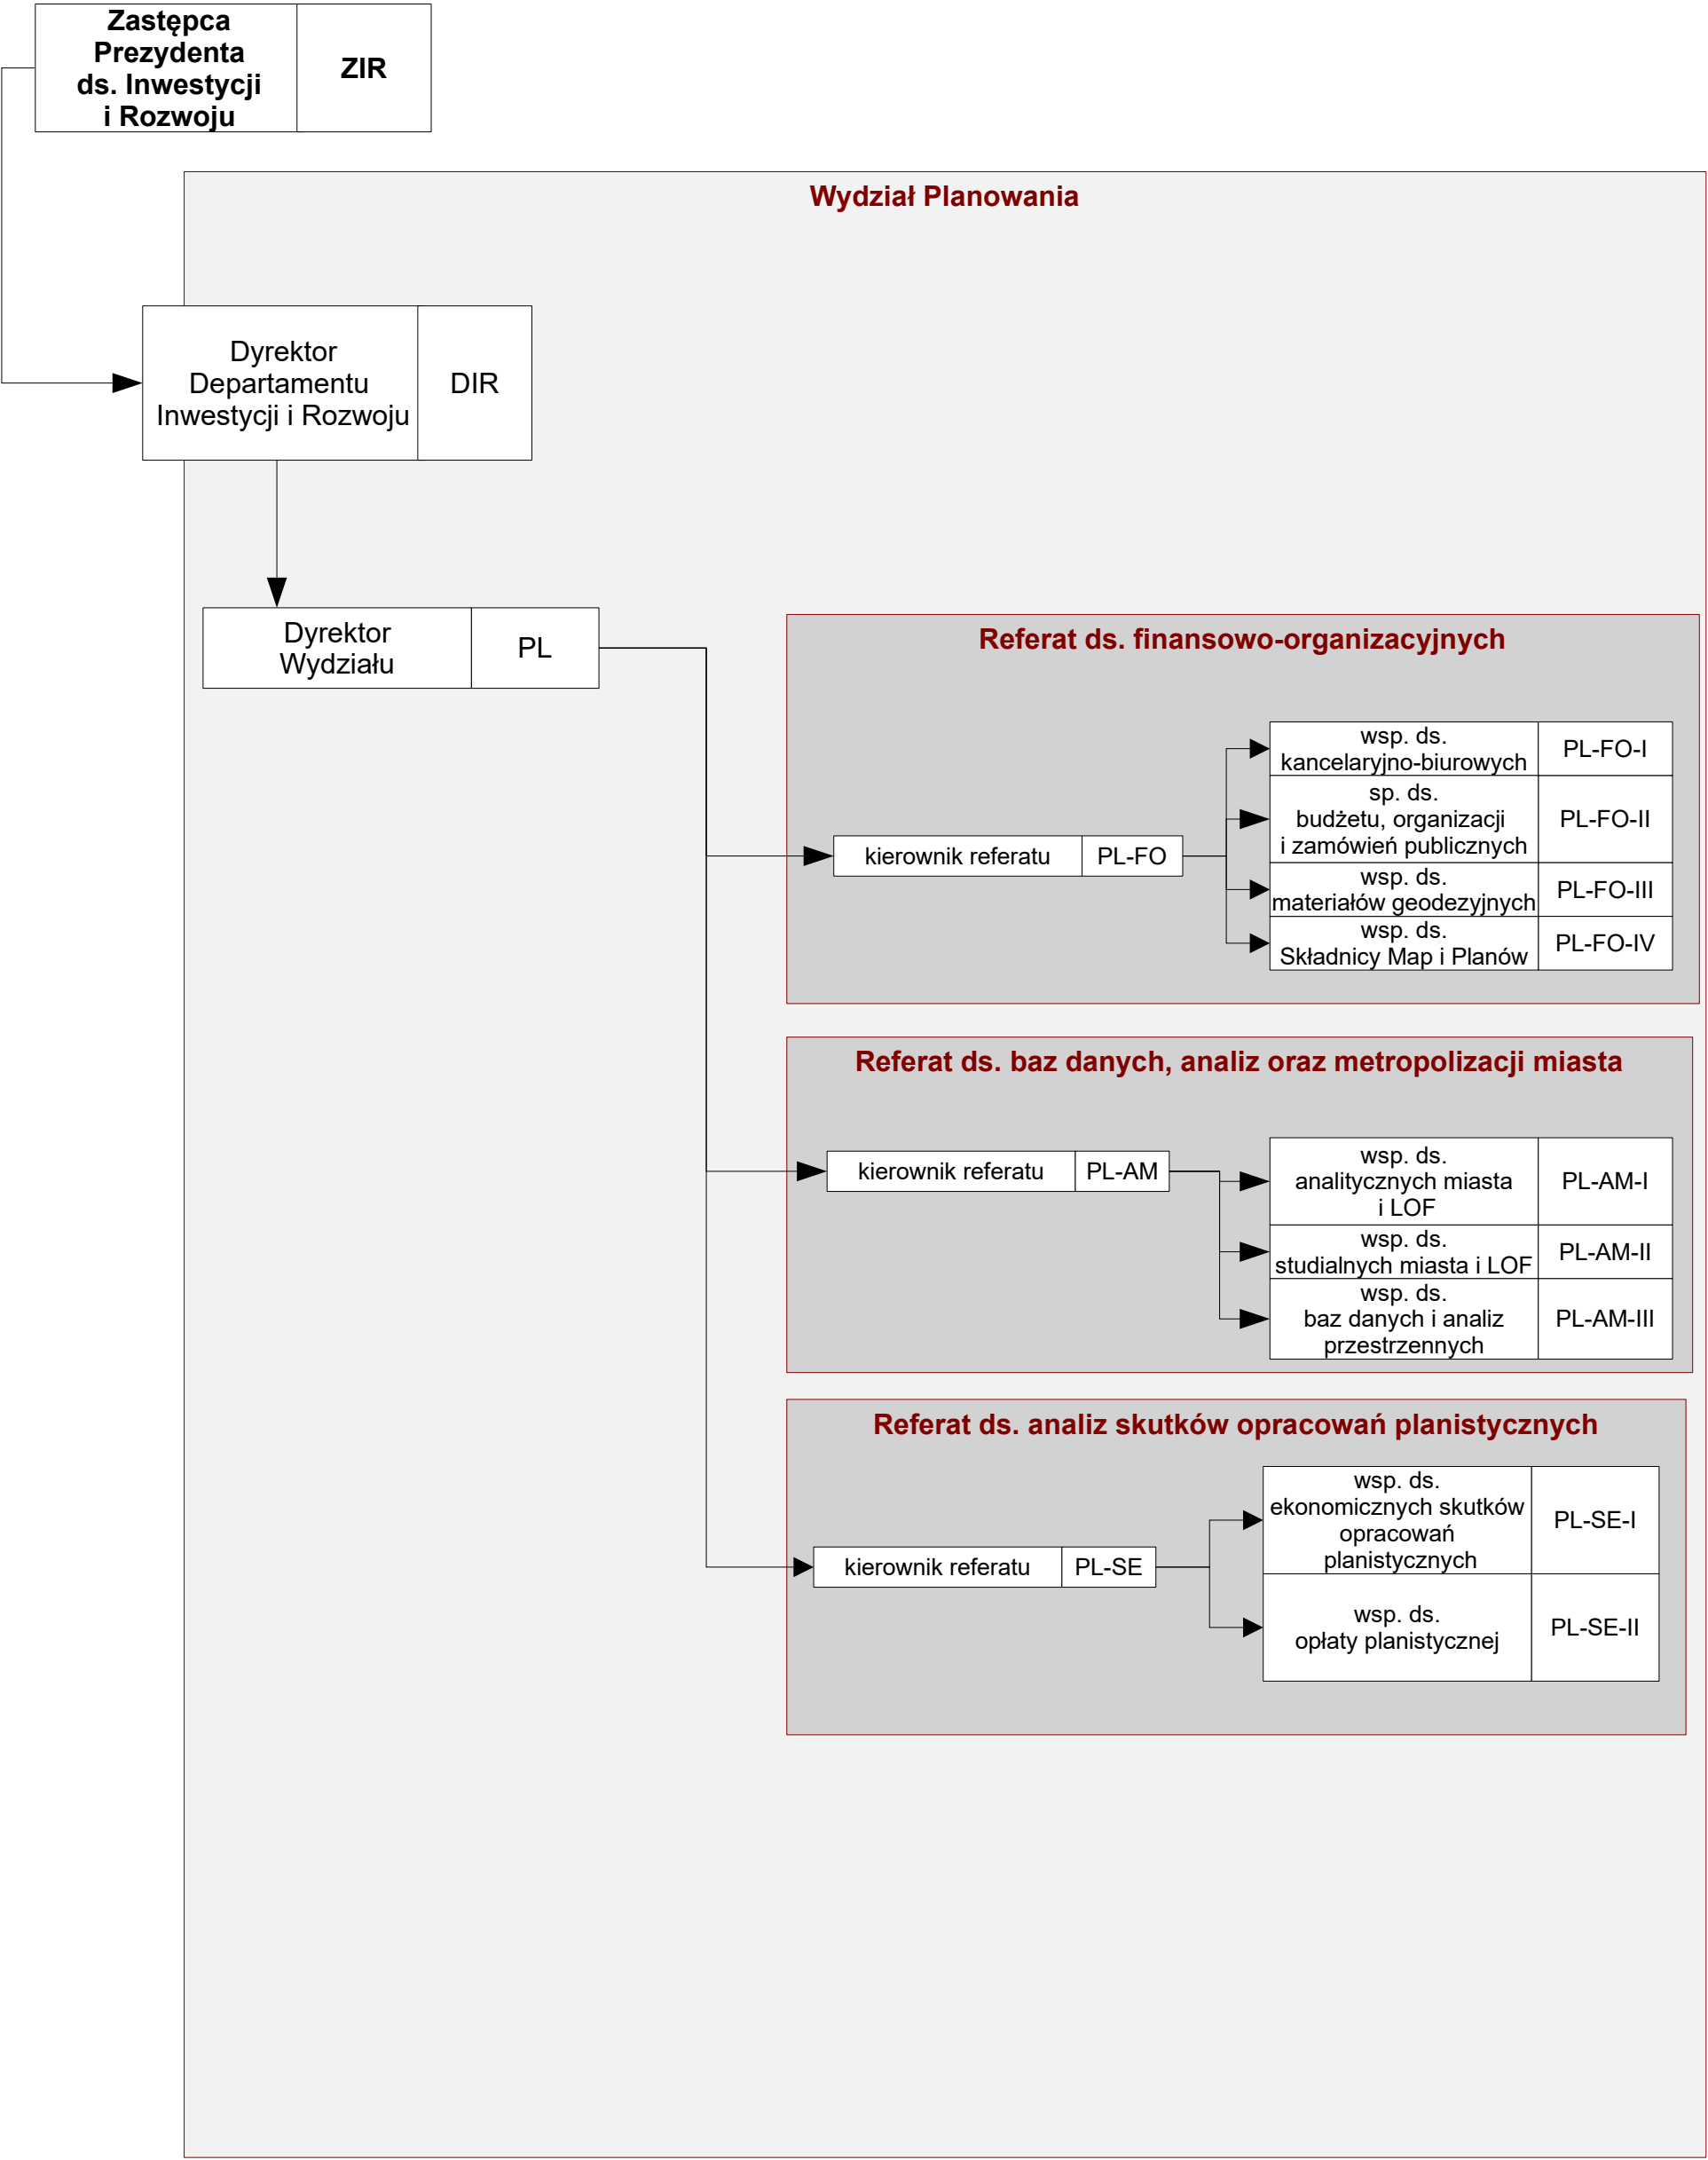 Zastępca
Prezydenta
ds. Inwestycji
i Rozwoju
ZIR
Wydział Planowania
Dyrektor
Departamentu
Inwestycji i Rozwoju
DIR
Dyrektor
Wydziału
PL
Referat ds. finansowo-organizacyjnych
kierownik referatu
PL-FO
wsp. ds.
kancelaryjno-biurowych
PL-FO-I
sp. ds.
budżetu, organizacji
i zamówień publicznych
PL-FO-II
wsp. ds.
materiałów geodezyjnych
PL-FO-III
wsp. ds.
Składnicy Map i Planów
PL-FO-IV
Referat ds. baz danych, analiz oraz metropolizacji miasta
kierownik referatu
PL-AM
wsp. ds.
analitycznych miasta
i LOF
PL-AM-I
wsp. ds.
studialnych miasta i LOF
PL-AM-II
wsp. ds.
baz danych i analiz
przestrzennych
PL-AM-III
Referat ds. analiz skutków opracowań planistycznych
kierownik referatu
PL-SE
wsp. ds.
ekonomicznych skutków
opracowań
planistycznych
PL-SE-I
wsp. ds.
opłaty planistycznej
PL-SE-II